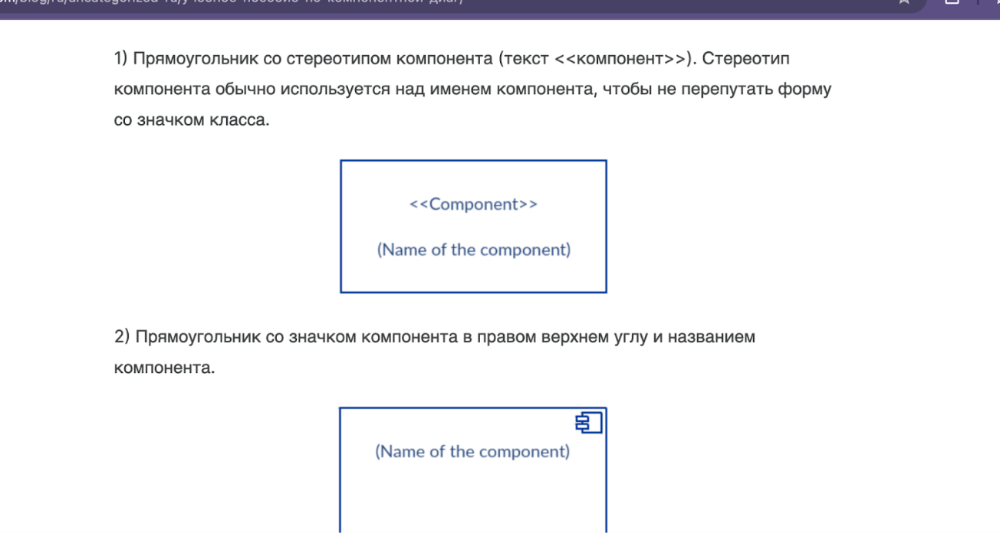 1) Прямоугольник со стереотипом компонента (текст <<компонент>>). Стереотип
компонента обычно используется над именем компонента, чтобы не перепутать форму
со значком класса.
<<Component>>
(Name of the component)
2) Прямоугольник со значком компонента в правом верхнем углу и названием
компонента.
(Name of the component)